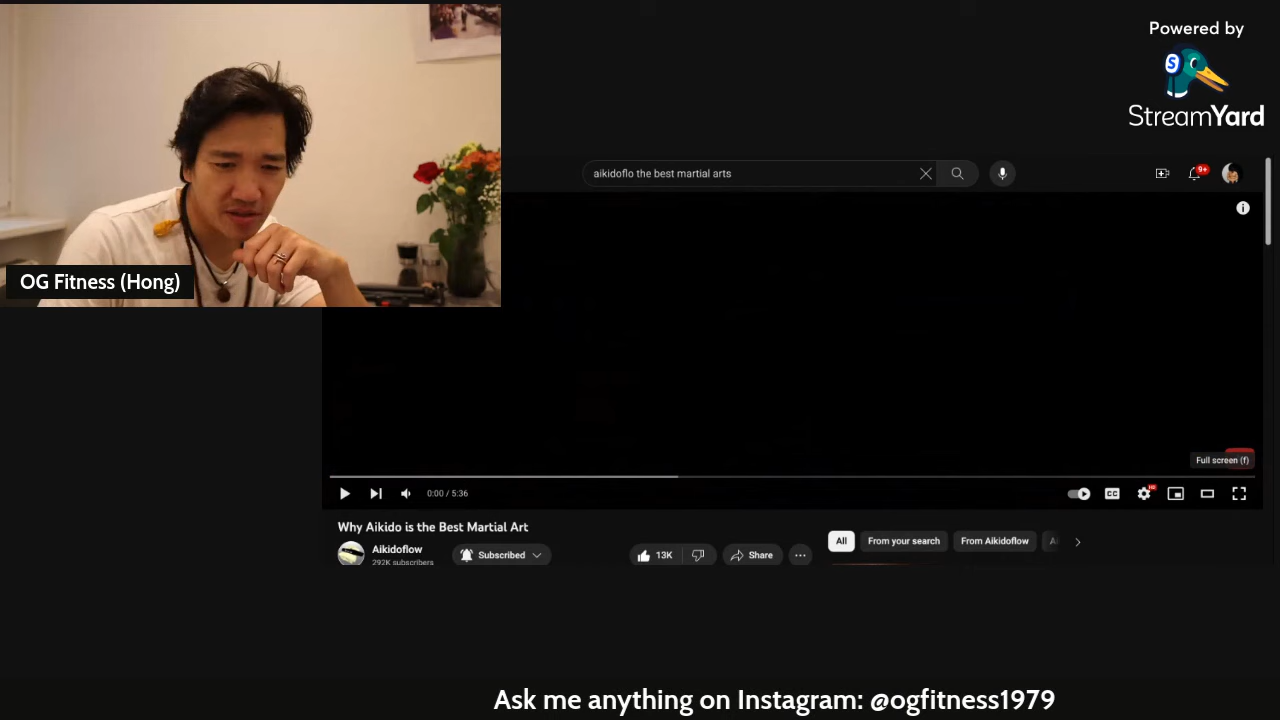 Powered by
S
StreamYard
aikidoflo the best martial arts
9+
i
OG Fitness (Hong)
Full screen (f)
0:00 / 5:36
CC
HD
Why Aikido is the Best Martial Art
Aikidoflow
292K subscribers
Subscribed
13K
Share
All
From your search
From Aikidoflow
Ask me anything on Instagram: @ogfitness1979